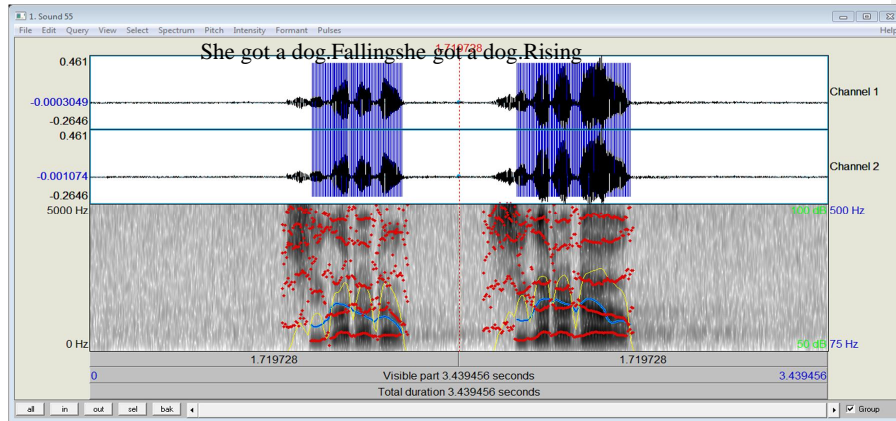 1. Sound 55
File Edit Query View Select Spectrum Pitch Intensity Formant Pulses Help
She got a dog.Fallingshe got a dog.Rising
1.719728
0.461
-0.0003049
-0.2646
Channel 1
0.461
-0.001074
-0.2646
Channel 2
5000 Hz
100 dB 500 Hz
0 Hz
50 dB 75 Hz
1.719728 1.719728
0 Visible part 3.439456 seconds 3.439456
Total duration 3.439456 seconds
all in out sel bak Group